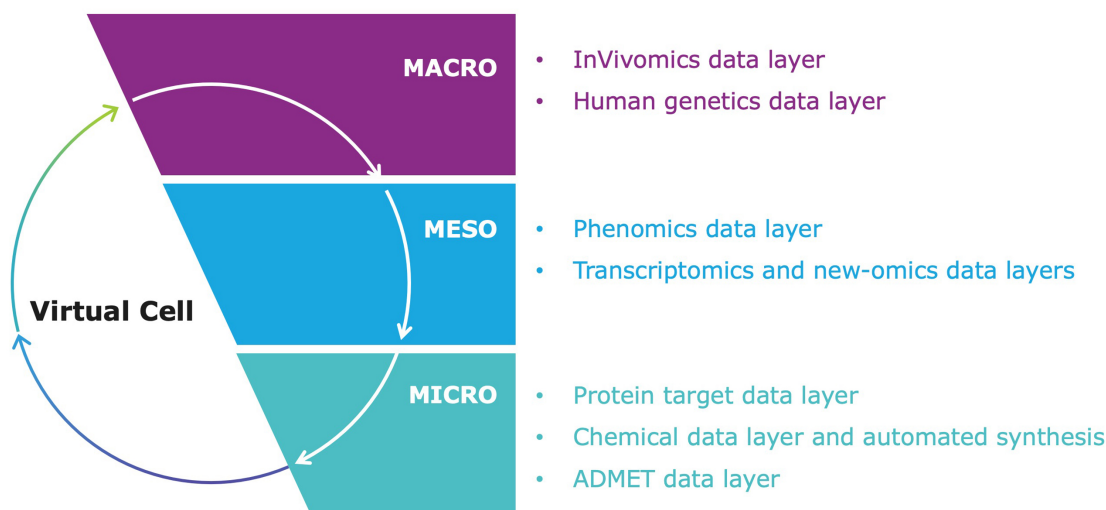 MACRO
• InVivomics data layer
• Human genetics data layer
MESO
• Phenomics data layer
• Transcriptomics and new-omics data layers
Virtual Cell
MICRO
• Protein target data layer
• Chemical data layer and automated synthesis
• ADMET data layer